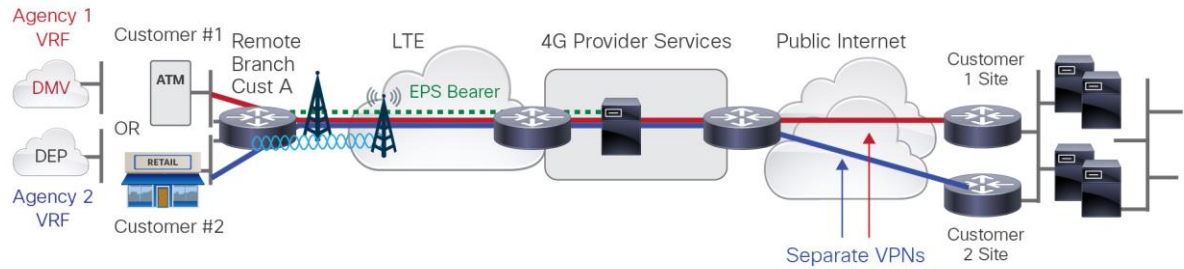 Agency 1
VRF
DMV
DEP
Agency 2
VRF
Customer #1
ATM
OR
RETAIL
Customer #2
Remote
Branch
Cust A
LTE
EPS Bearer
4G Provider Services
Public Internet
Separate VPNs
Customer
1 Site
Customer
2 Site